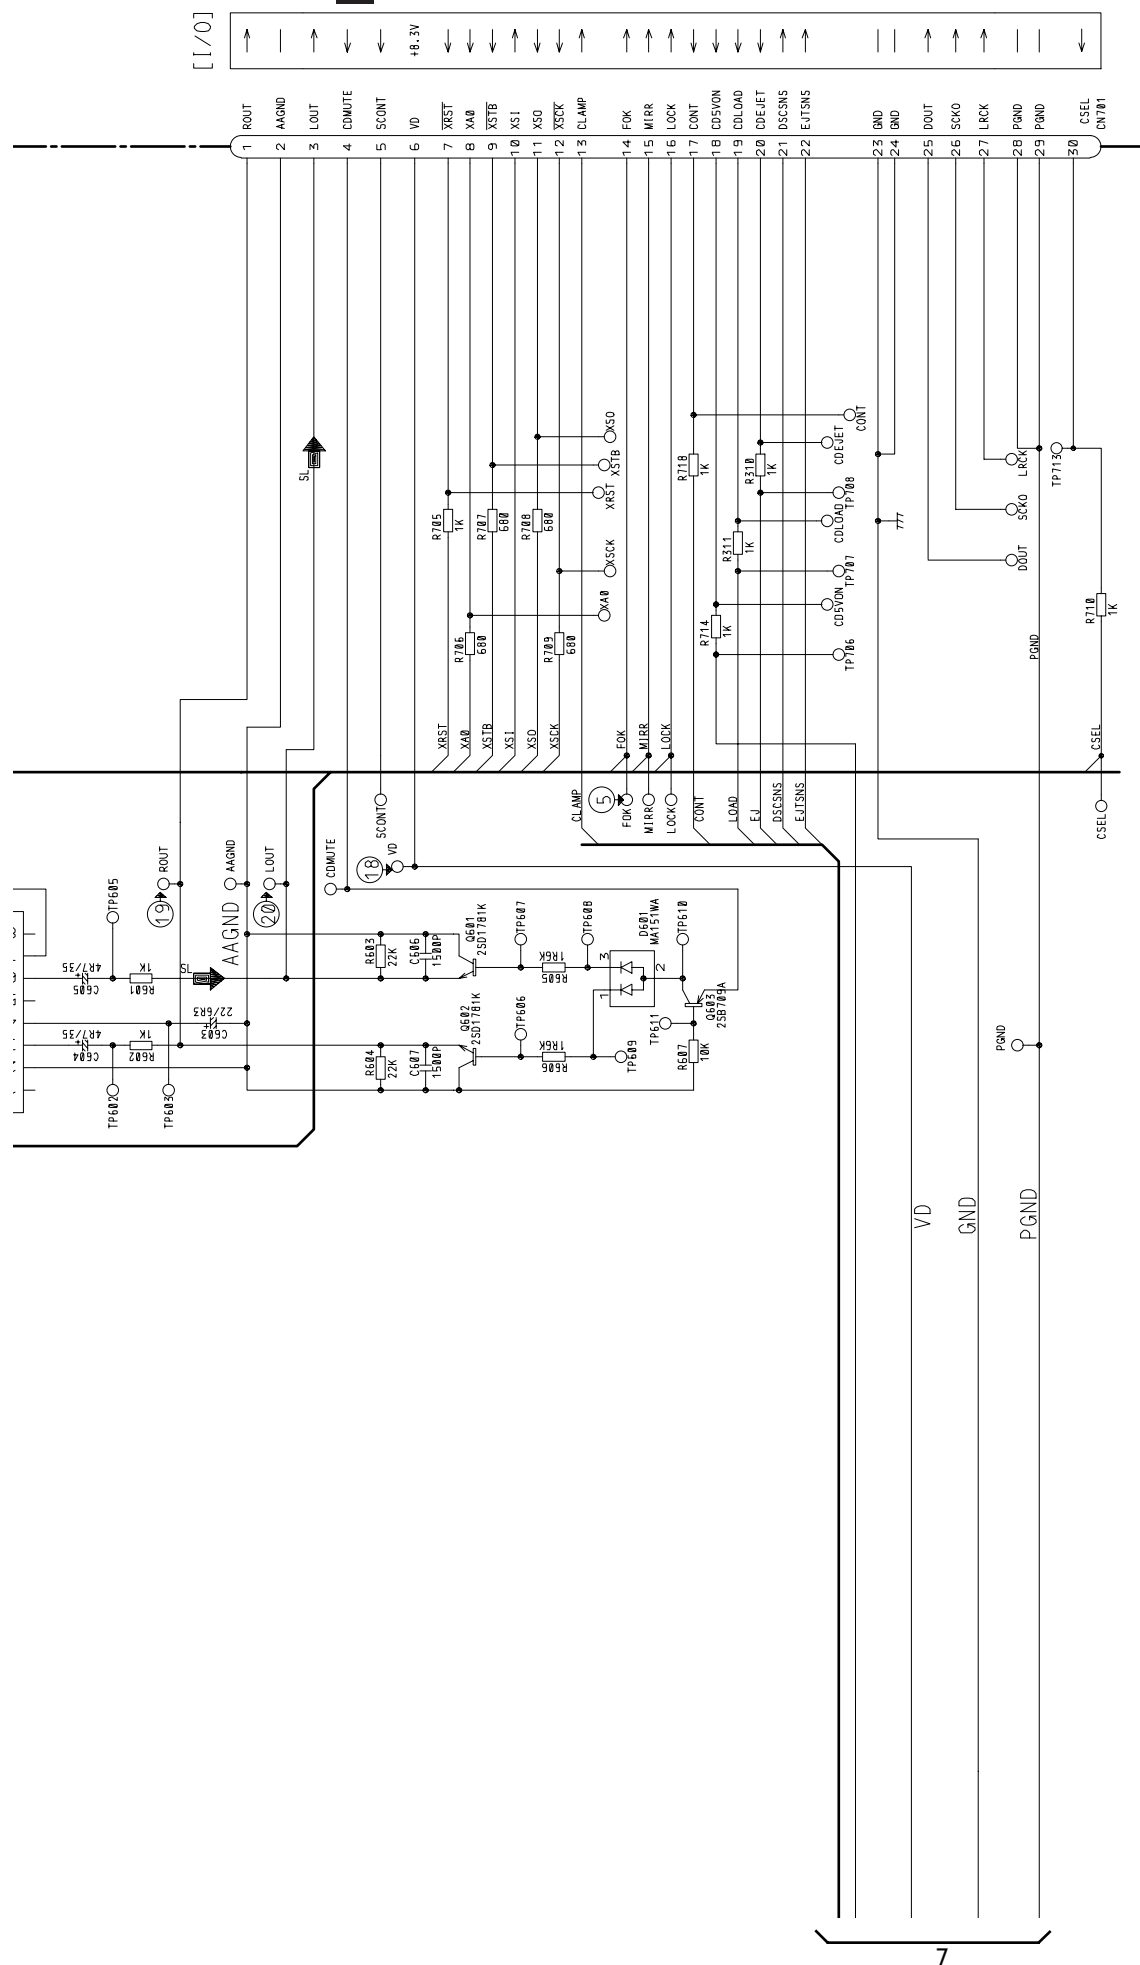 [I/O]
+8.3V
ROUT
AAGND
LOUT
CDMUTE
SCONT
VD
XRST
XA0
XSTB
XSI
XSO
XSCK
CLAMP
FOK
MIRR
LOCK
CONT
CD5VON
CDLOAD
CDEJET
DSCSNS
EJTSNS
GND
GND
DOUT
SCKO
LRCK
PGND
PGND
CSEL
CN701
1
2
3
4
5
6
7
8
9
10
11
12
13
14
15
16
17
18
19
20
21
22
23
24
25
26
27
28
29
30
SL
XSO
XSTB
XRST
XSCK
XA0
R705
1K
R707
680
R708
680
R706
680
R709
680
CONT
CDEJET
TP708
CDLOAD
TP707
CD5VON
TP706
R718
1K
R310
1K
R311
1K
R714
1K
LRCK
SCKO
DOUT
TP713
R710
1K
PGND
XRST
XA0
XSTB
XSI
XSO
XSCK
FOK
MIRR
LOCK
CSEL
SCONT
CLAMP
5
FOK
MIRR
LOCK
CONT
LOAD
EJ
DSCSNS
EJTSNS
CSEL
ROUT
19
AAGND
AAGND
LOUT
20
CDMUTE
18
VD
TP605
4R7/35
C605
1K
R601
SL
22/6R3
C603
4R7/35
C604
1K
R602
TP602
TP603
R603
22K
C606
1500P
Q601
2SD1781K
TP607
1R6K
R605
TP608
D601
MA151WA
3
1
2
TP610
R604
22K
C607
1500P
Q602
2SD1781K
TP606
1R6K
R606
TP609
TP611
Q603
2SB709A
R607
10K
PGND
VD
GND
PGND
7